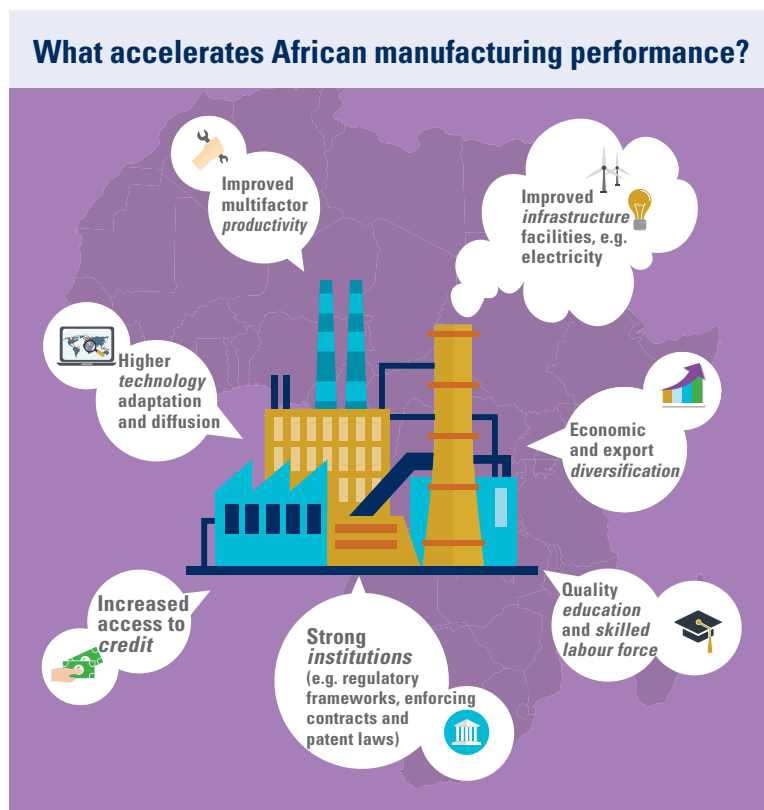 What accelerates African manufacturing performance?
Improved
multifactor
productivity
Improved
infrastructure
facilities, e.g.
electricity
Higher
technology
adaptation
and diffusion
Economic
and export
diversification
Increased
access to
credit
Strong
institutions
(e.g. regulatory
frameworks, enforcing
contracts and
patent laws)
Quality
education
and skilled
labour force